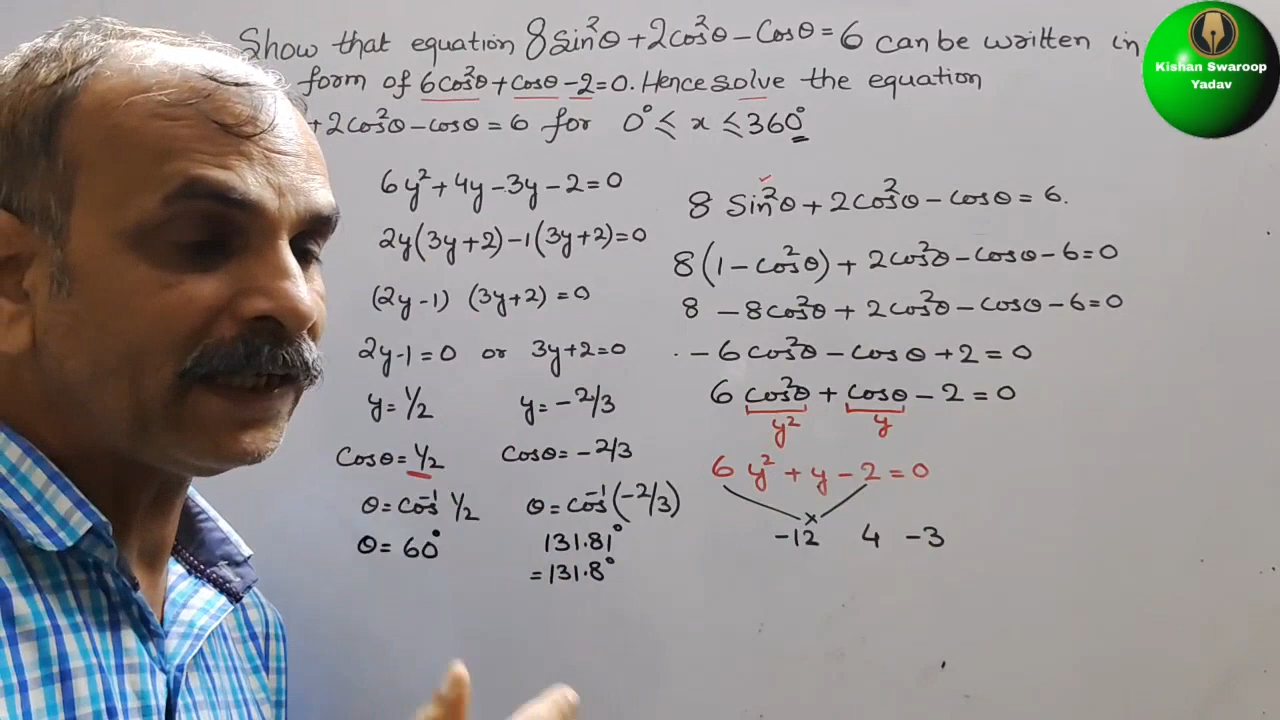 Show that equation 8Sin²θ + 2cos²θ - Cosθ = 6 can be written in
form of 6cos²θ + cosθ - 2 = 0. Hence solve the equation
+ 2cos²θ - cosθ = 6 for 0° ≤ x ≤ 360°
Kishan Swaroop
Yadav
6y² + 4y - 3y - 2 = 0
2y(3y+2) - 1(3y+2) = 0
(2y-1) (3y+2) = 0
2y-1 = 0 or 3y+2 = 0
y = 1/2 y = -2/3
Cosθ = 1/2 Cosθ = -2/3
θ = cos⁻¹ 1/2 θ = cos⁻¹(-2/3)
θ = 60° 131.81°
= 131.8°
8 Sin²θ + 2cos²θ - cosθ = 6.
8(1 - cos²θ) + 2cos²θ - cosθ - 6 = 0
8 - 8cos²θ + 2cos²θ - cosθ - 6 = 0
- 6cos²θ - cosθ + 2 = 0
6 cos²θ + cosθ - 2 = 0
y² y
6 y² + y - 2 = 0
×
-12 4 -3